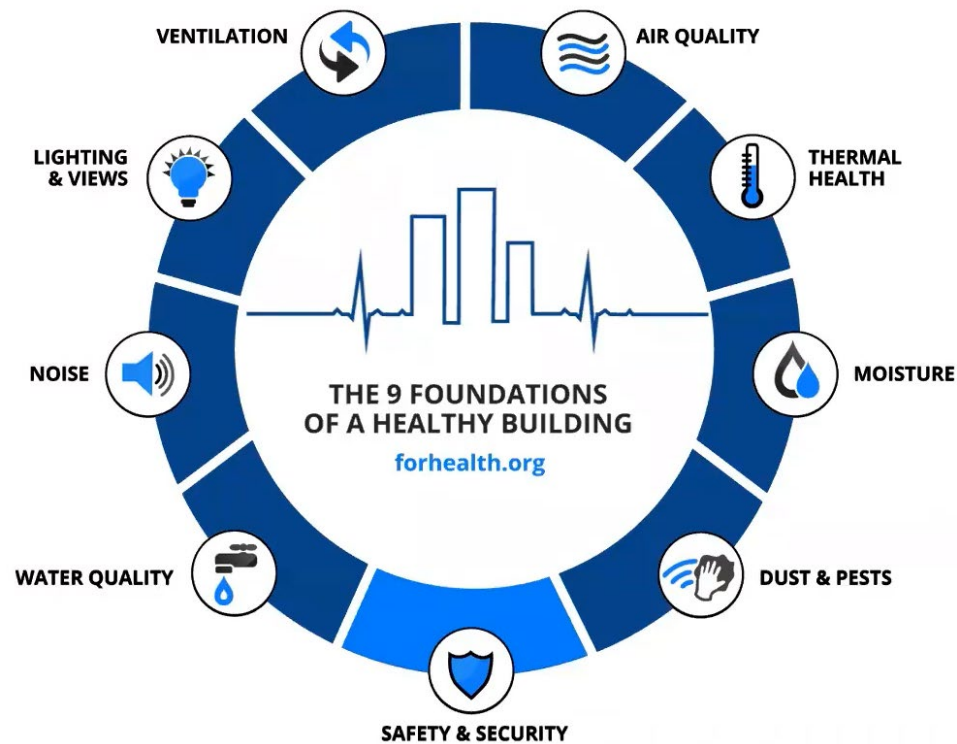 VENTILATION
AIR QUALITY
LIGHTING
& VIEWS
THERMAL
HEALTH
NOISE
MOISTURE
THE 9 FOUNDATIONS
OF A HEALTHY BUILDING
forhealth.org
WATER QUALITY
DUST & PESTS
SAFETY & SECURITY